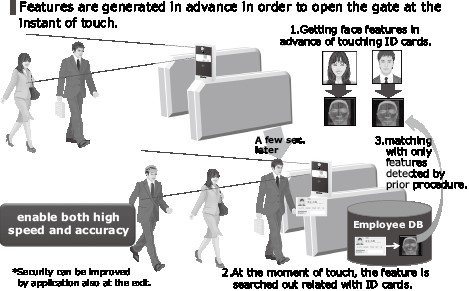 Features are generated in advance in order to open the gate at the
instant of touch.
1.Getting face features in
advance of touching ID cards.
A few sec.
later
3.matching
with only
features
detected by
prior procedure.
enable both high
speed and accuracy
Employee DB
*Security can be improved
by application also at the exit.
2.At the moment of touch, the feature is
searched out related with ID cards.